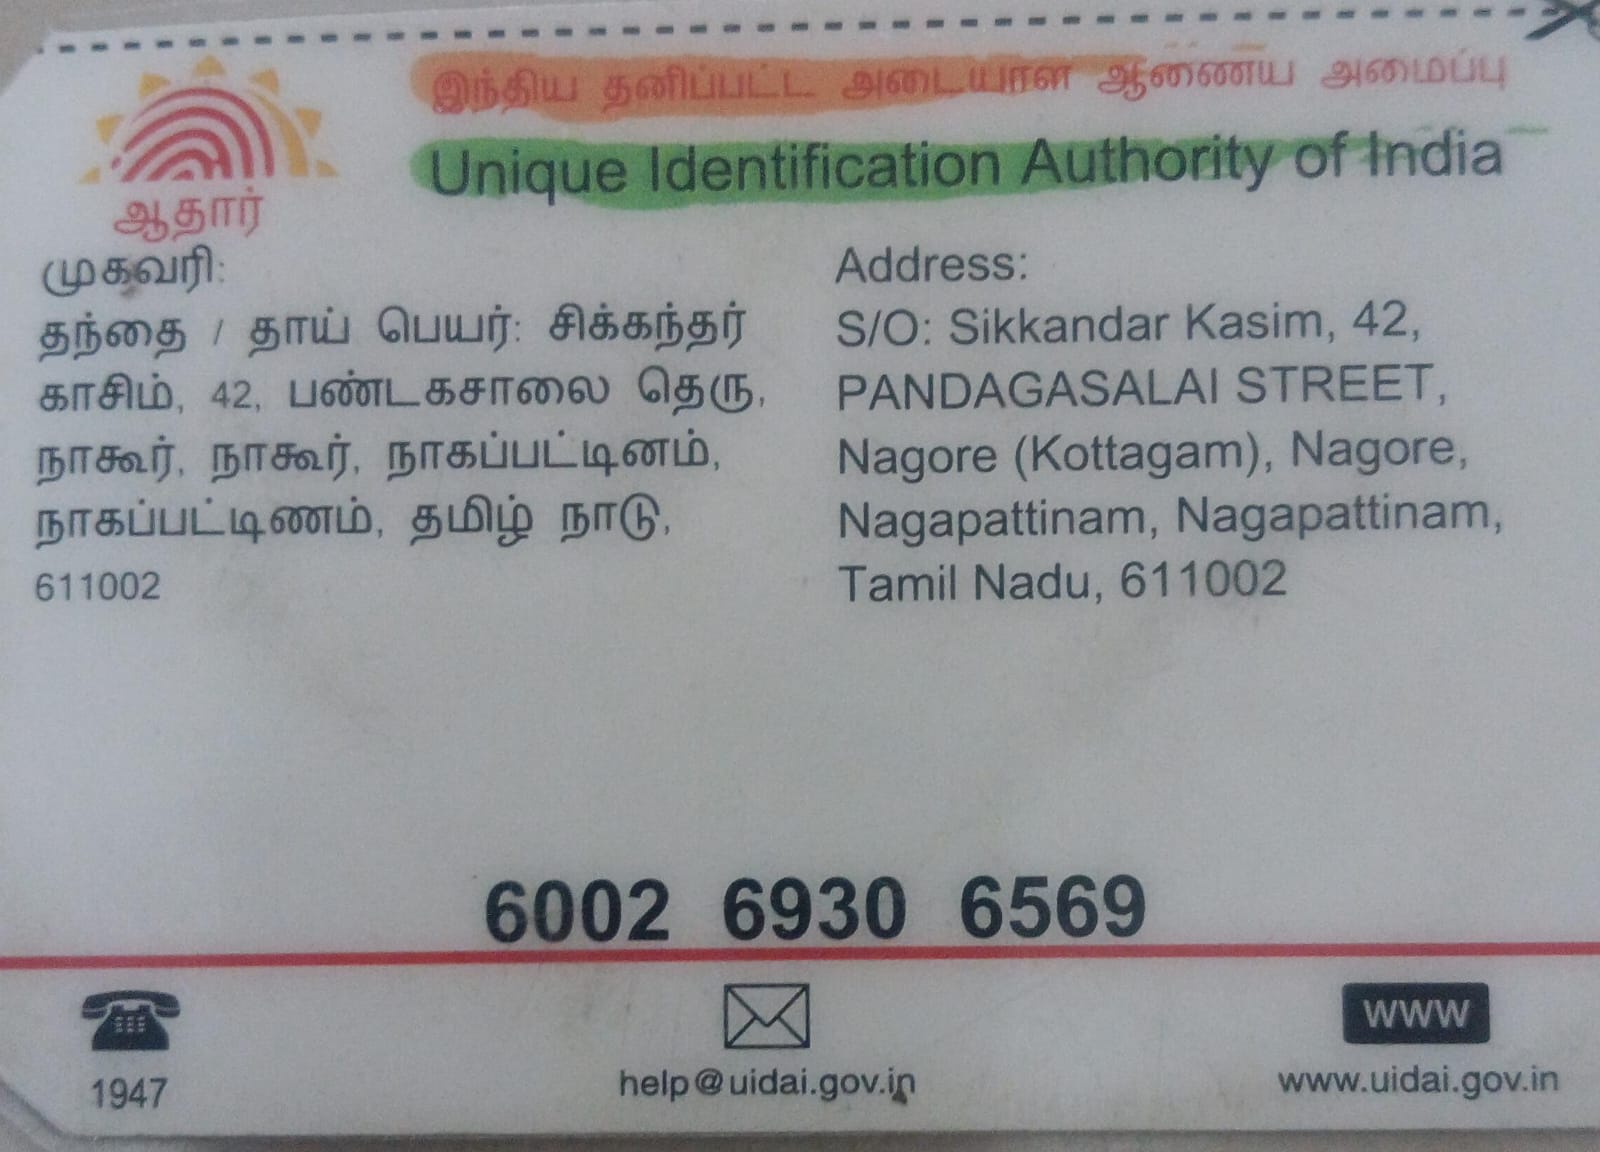 இந்திய தனிப்பட்ட அடையாள ஆணைய அமைப்பு
Unique Identification Authority of India
ஆதார்
முகவரி:
தந்தை / தாய் பெயர்: சிக்கந்தர்
காசிம், 42, பண்டகசாலை தெரு,
நாகூர், நாகூர், நாகப்பட்டினம்,
நாகப்பட்டிணம், தமிழ் நாடு,
611002
Address:
S/O: Sikkandar Kasim, 42,
PANDAGASALAI STREET,
Nagore (Kottagam), Nagore,
Nagapattinam, Nagapattinam,
Tamil Nadu, 611002
6002 6930 6569
1947
help@uidai.gov.in
WWW
www.uidai.gov.in